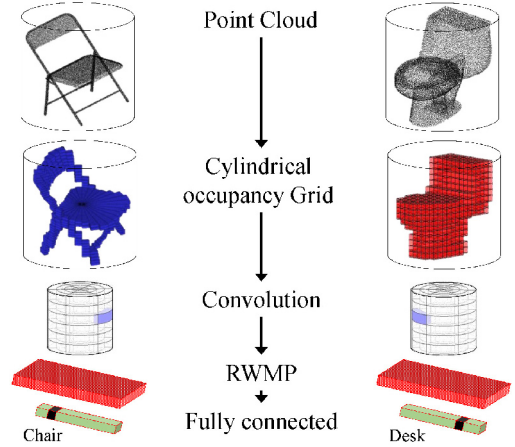 Point Cloud
Cylindrical
occupancy Grid
Convolution
RWMP
Fully connected
Chair
Desk